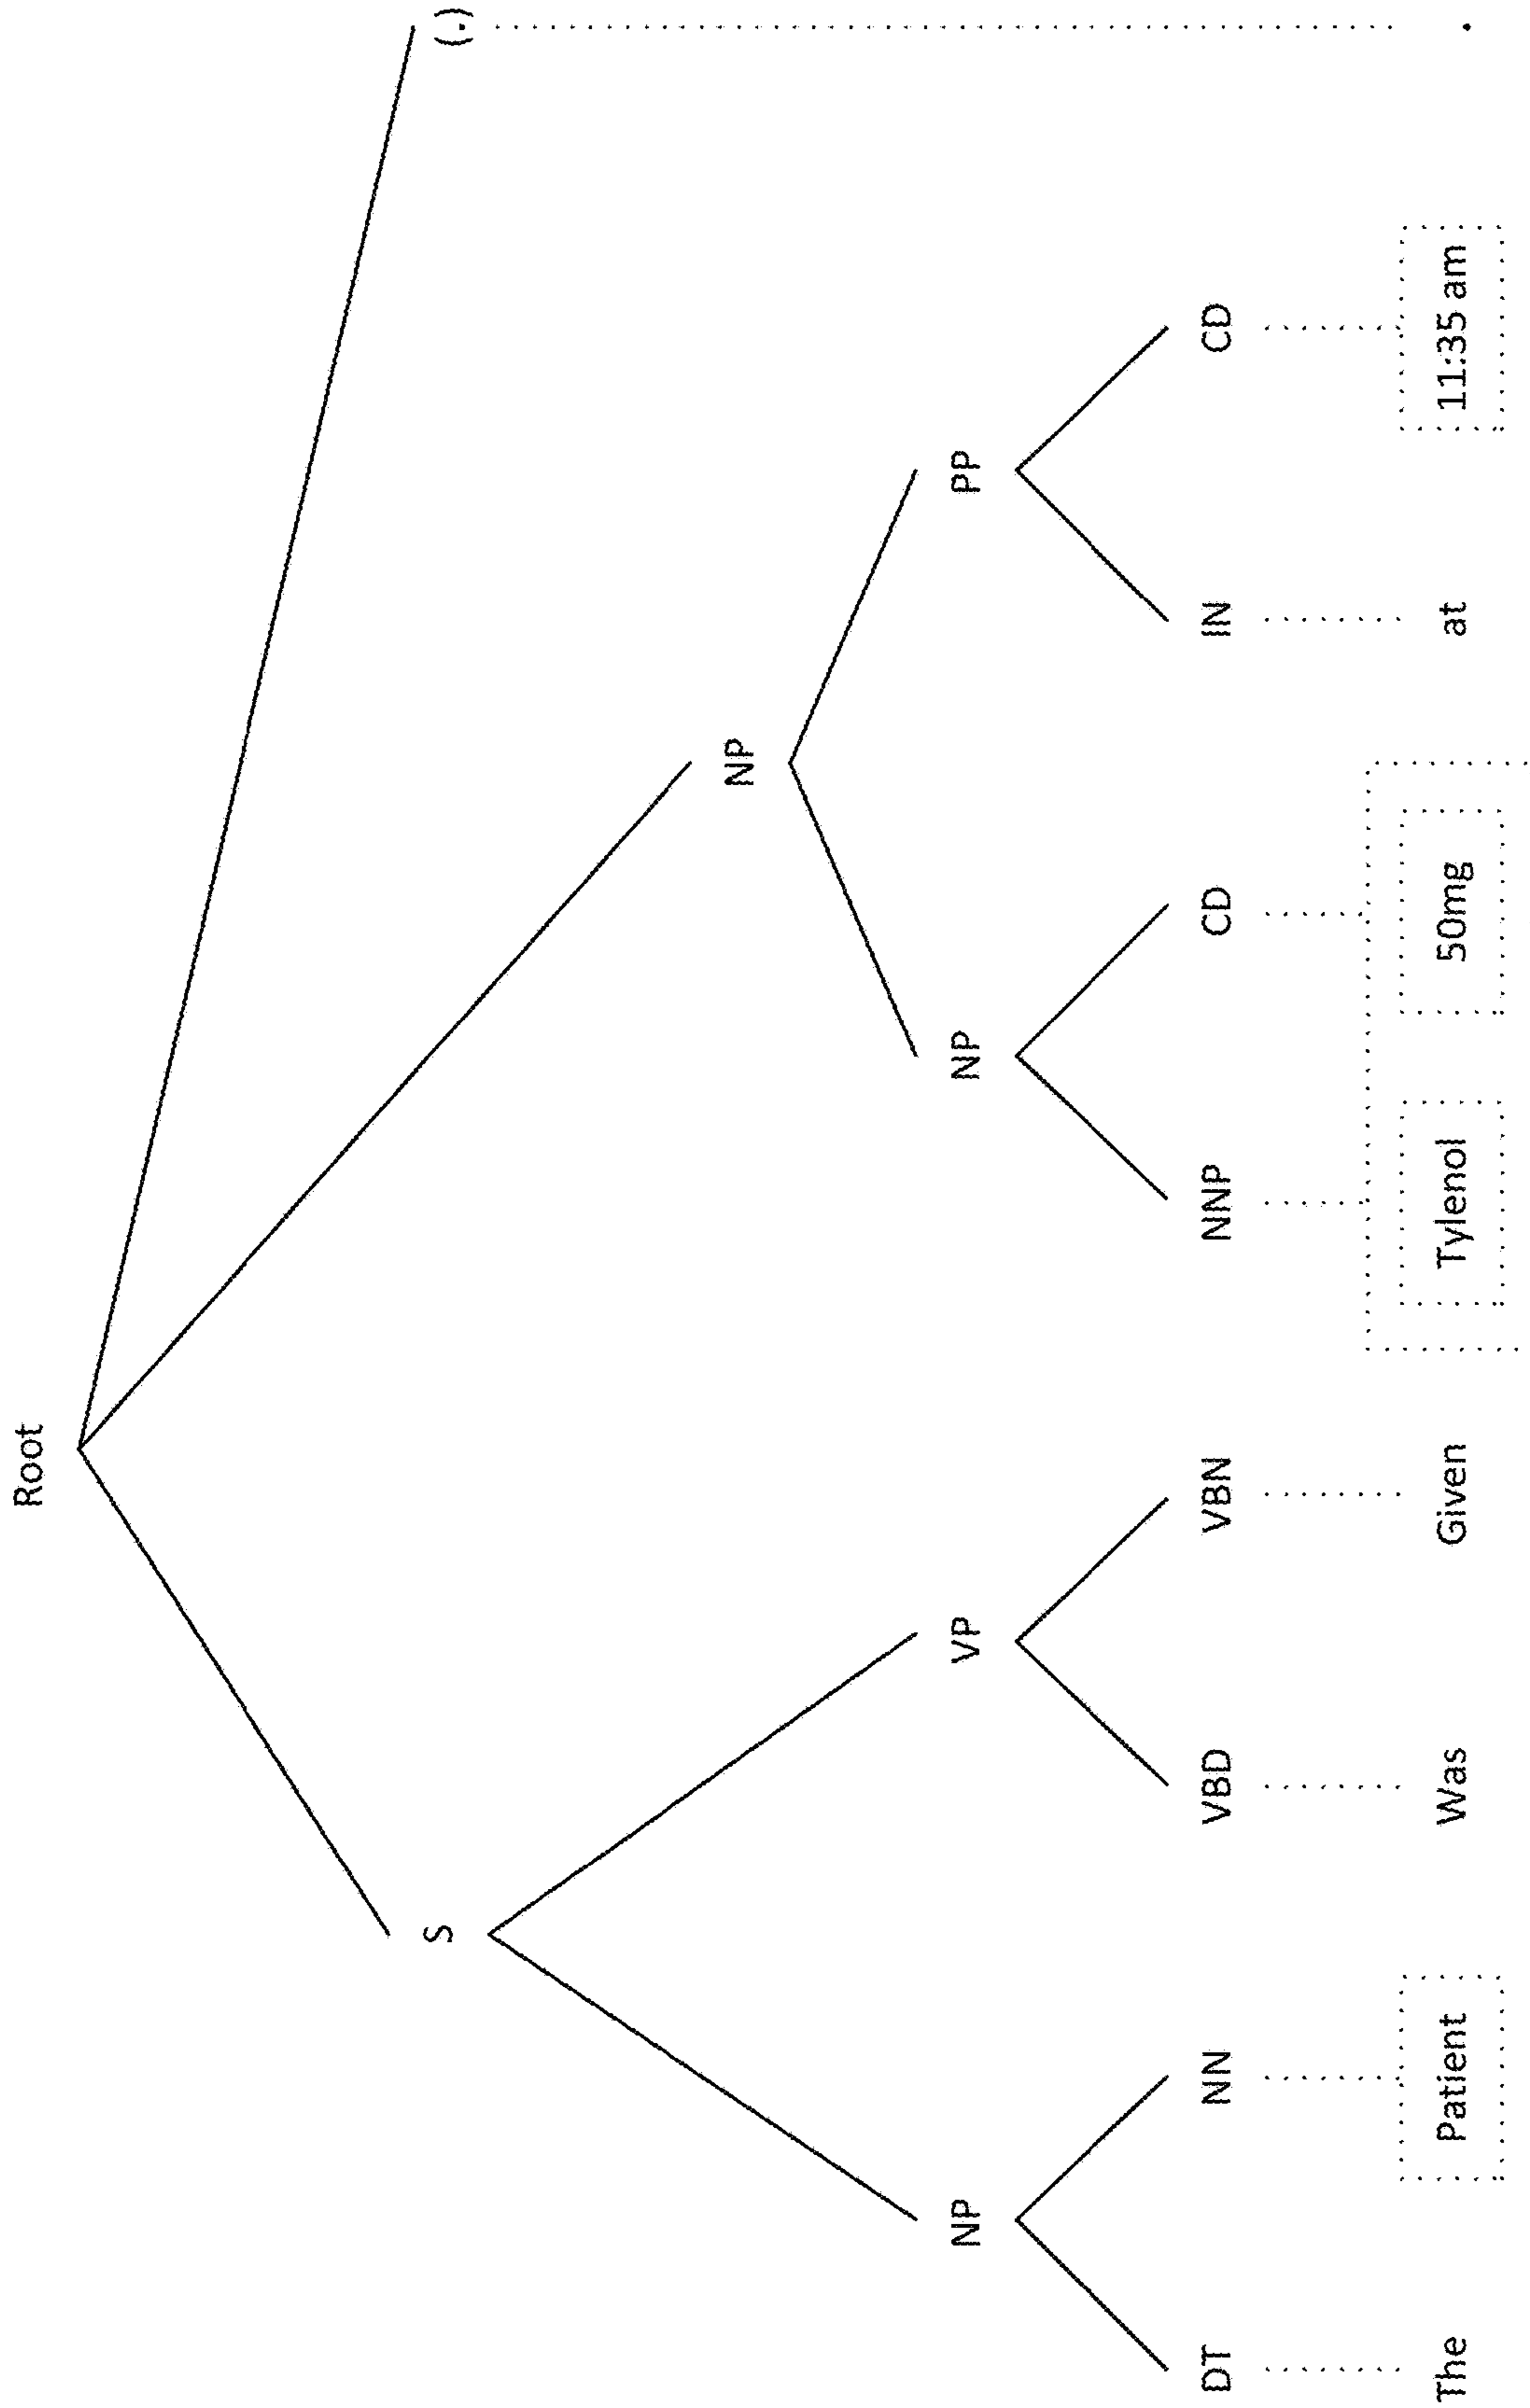 Root
S (.)
NP
NP VP NP PP
DT NN VBD VBN NNP CD IN CD
The Patient Was Given Tylenol 50mg at 11:35 am .